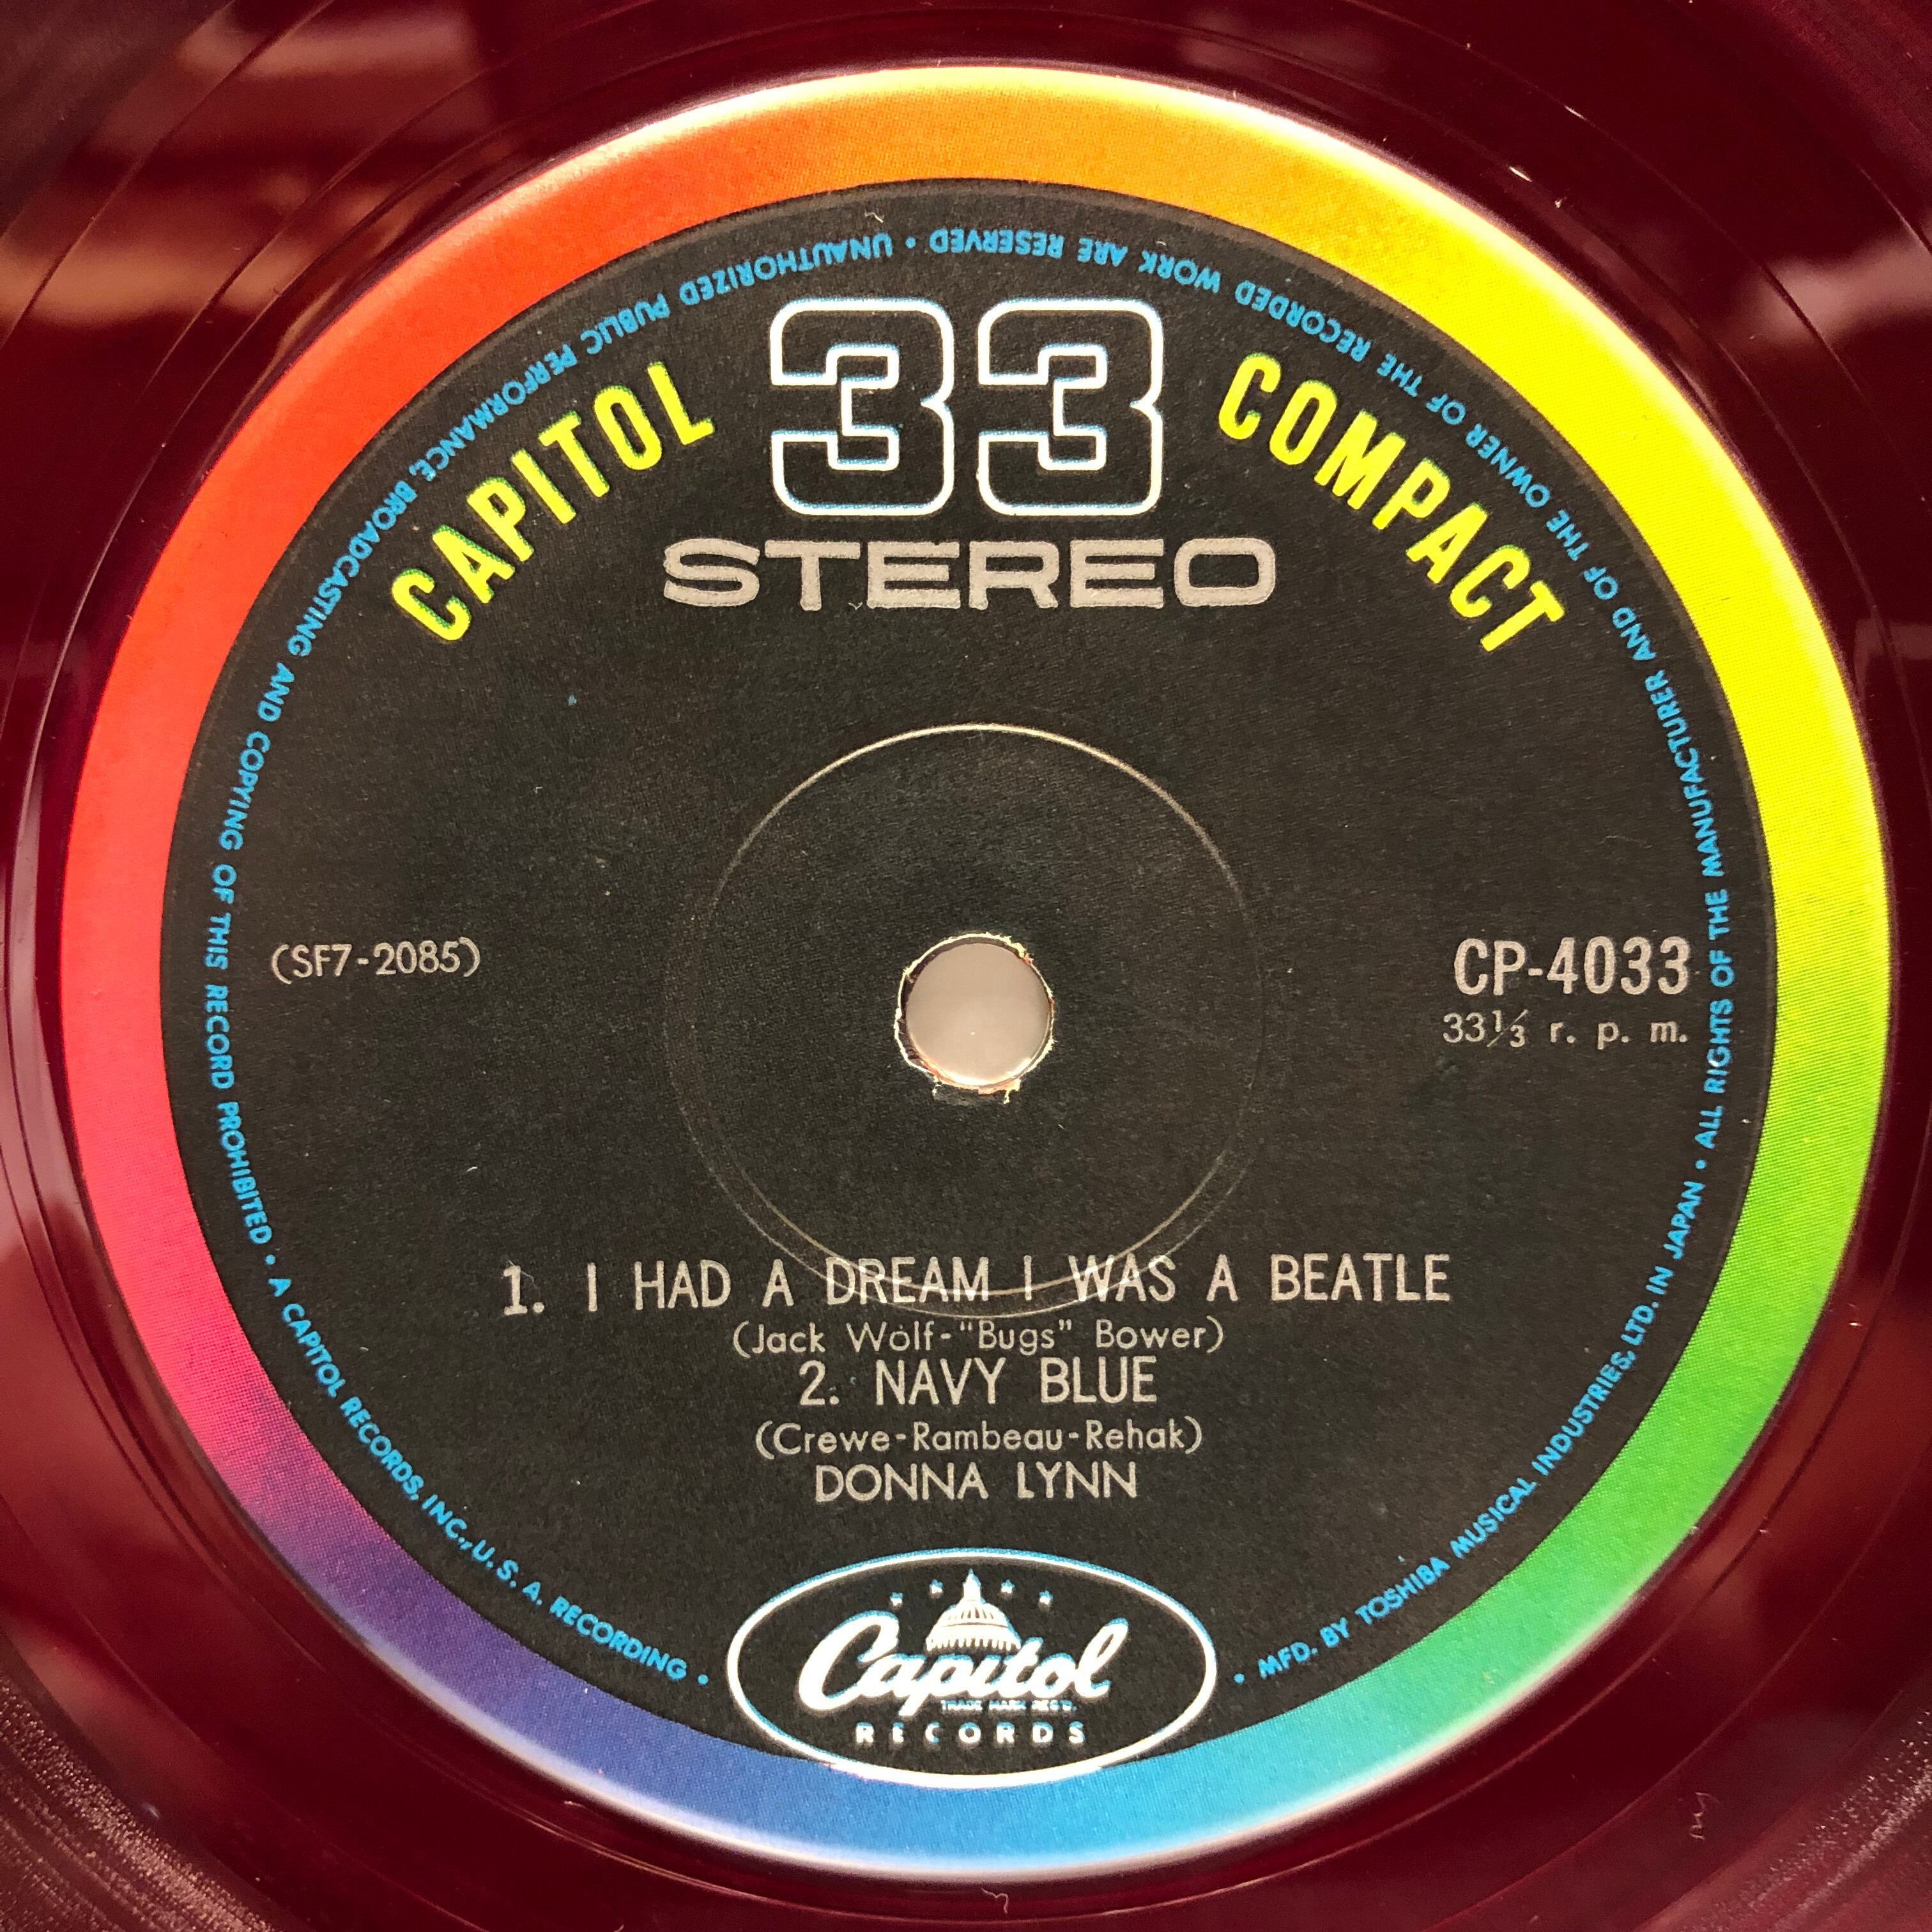 CAPITOL 33 COMPACT
STEREO
(SF7-2085)
CP-4033
33⅓ r. p. m.
1. I HAD A DREAM I WAS A BEATLE
(Jack Wolf-"Bugs" Bower)
2. NAVY BLUE
(Crewe-Rambeau-Rehak)
DONNA LYNN
Capitol
TRADE MARK REG'D.
RECORDS
• MFD. BY TOSHIBA MUSICAL INDUSTRIES, LTD. IN JAPAN • ALL RIGHTS OF THE MANUFACTURER AND OF THE OWNER OF THE RECORDED WORK ARE RESERVED • UNAUTHORIZED PUBLIC PERFORMANCE, BROADCASTING AND COPYING OF THIS RECORD PROHIBITED • A CAPITOL RECORDS, INC., U. S. A. RECORDING •